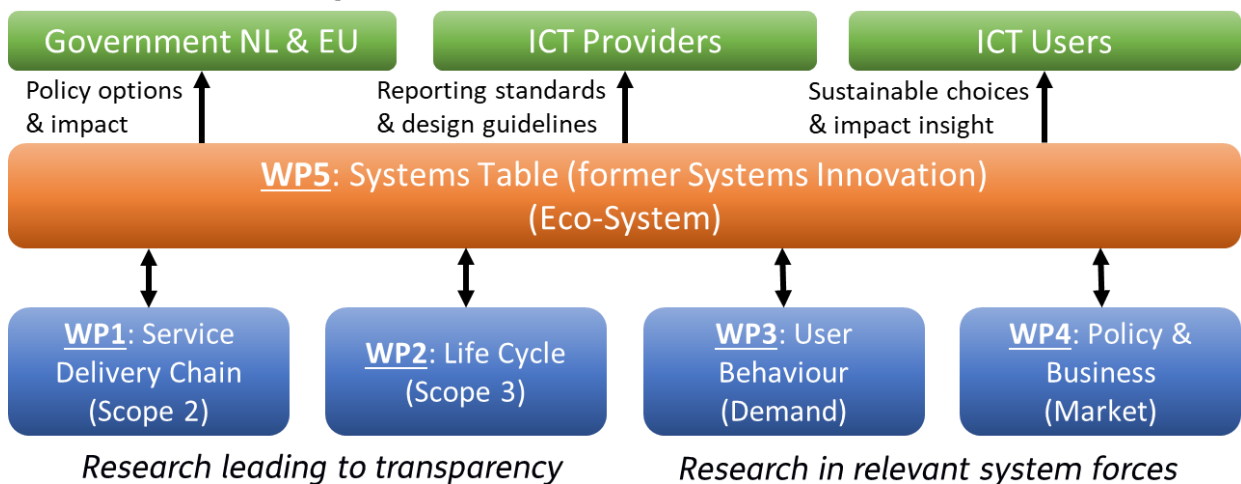 Government NL & EU
ICT Providers
ICT Users
Policy options
& impact
Reporting standards
& design guidelines
Sustainable choices
& impact insight
WP5: Systems Table (former Systems Innovation)
(Eco-System)
WP1: Service
Delivery Chain
(Scope 2)
WP2: Life Cycle
(Scope 3)
WP3: User
Behaviour
(Demand)
WP4: Policy &
Business
(Market)
Research leading to transparency
Research in relevant system forces